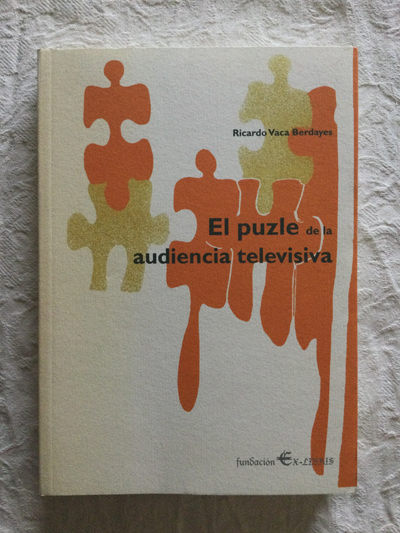 Ricardo Vaca Berdayes
El puzle de la
audiencia televisiva
fundación Ex-LIBRIS